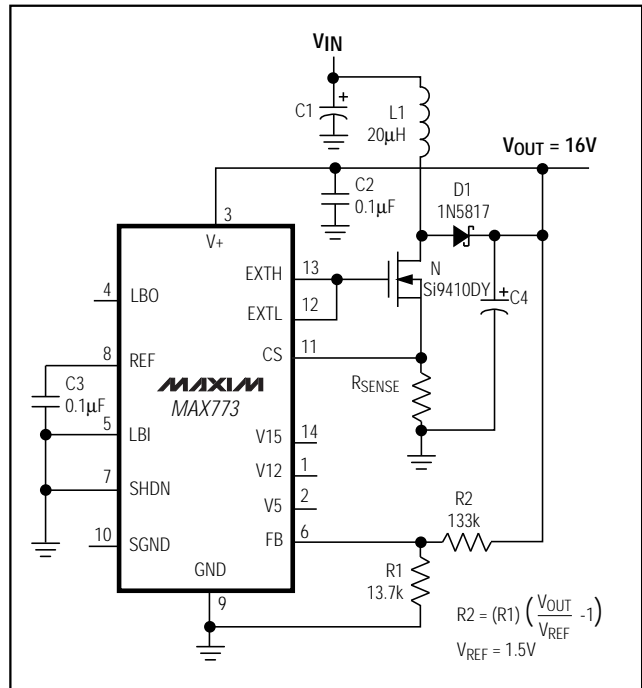 VIN
C1
+
L1
20μH
VOUT = 16V
C2
0.1μF
D1
1N5817
3
V+
EXTH
13
N
Si9410DY
EXTL
12
4
LBO
+
C4
CS
11
8
REF
C3
0.1μF
MAXIM
MAX773
RSENSE
5
LBI
V15
14
7
SHDN
V12
1
V5
2
R2
133k
10
SGND
FB
6
GND
9
R1
13.7k
R2 = (R1) (VOUT/VREF -1)
VREF = 1.5V